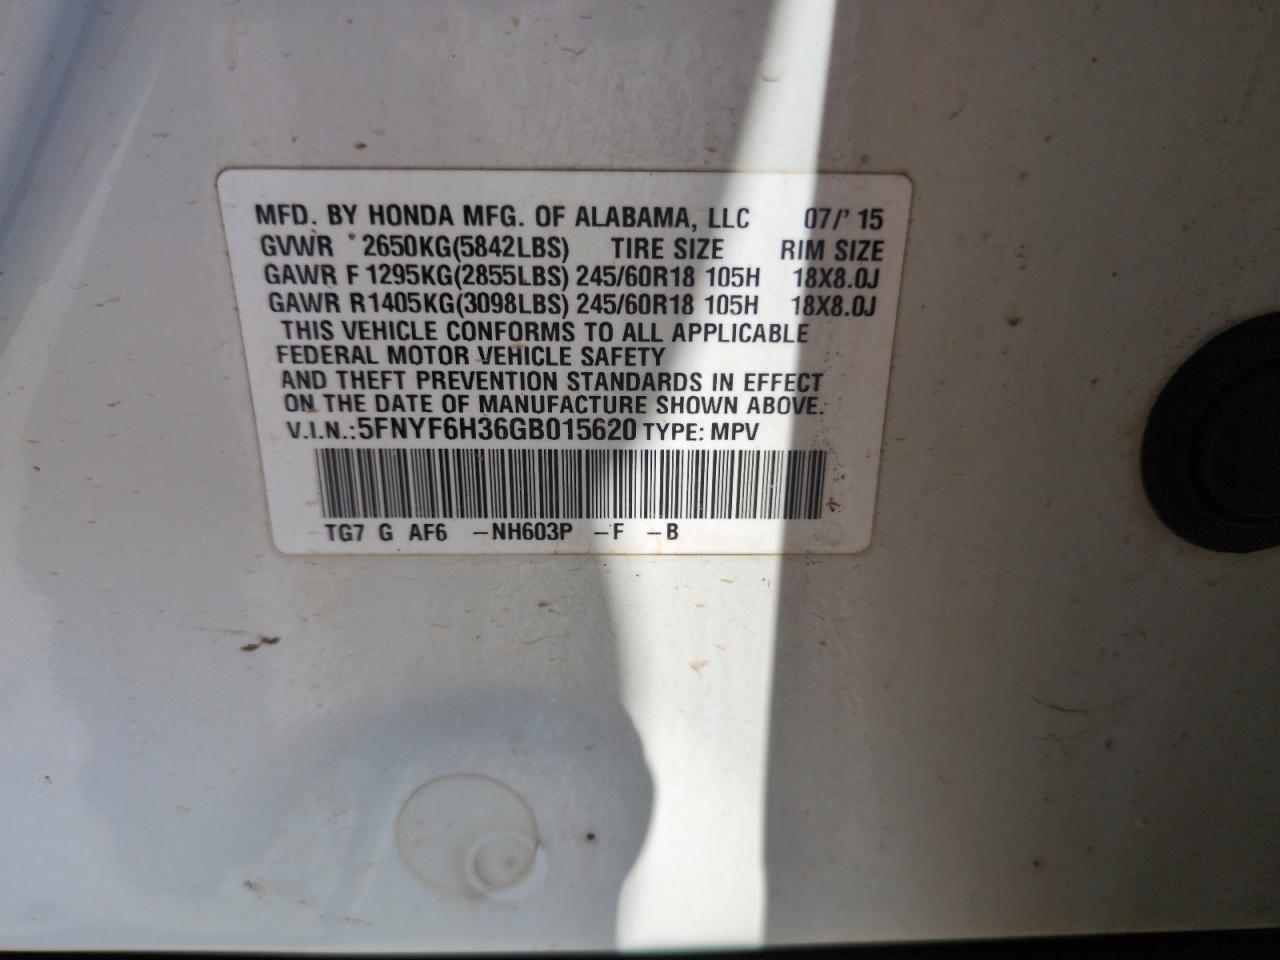 MFD. BY HONDA MFG. OF ALABAMA, LLC 07/' 15
GVWR 2650KG(5842LBS) TIRE SIZE RIM SIZE
GAWR F 1295KG(2855LBS) 245/60R18 105H 18X8.0J
GAWR R1405KG(3098LBS) 245/60R18 105H 18X8.0J
THIS VEHICLE CONFORMS TO ALL APPLICABLE
FEDERAL MOTOR VEHICLE SAFETY
AND THEFT PREVENTION STANDARDS IN EFFECT
ON THE DATE OF MANUFACTURE SHOWN ABOVE.
V.I.N.:5FNYF6H36GB015620 TYPE: MPV
TG7 G AF6 -NH603P -F -B